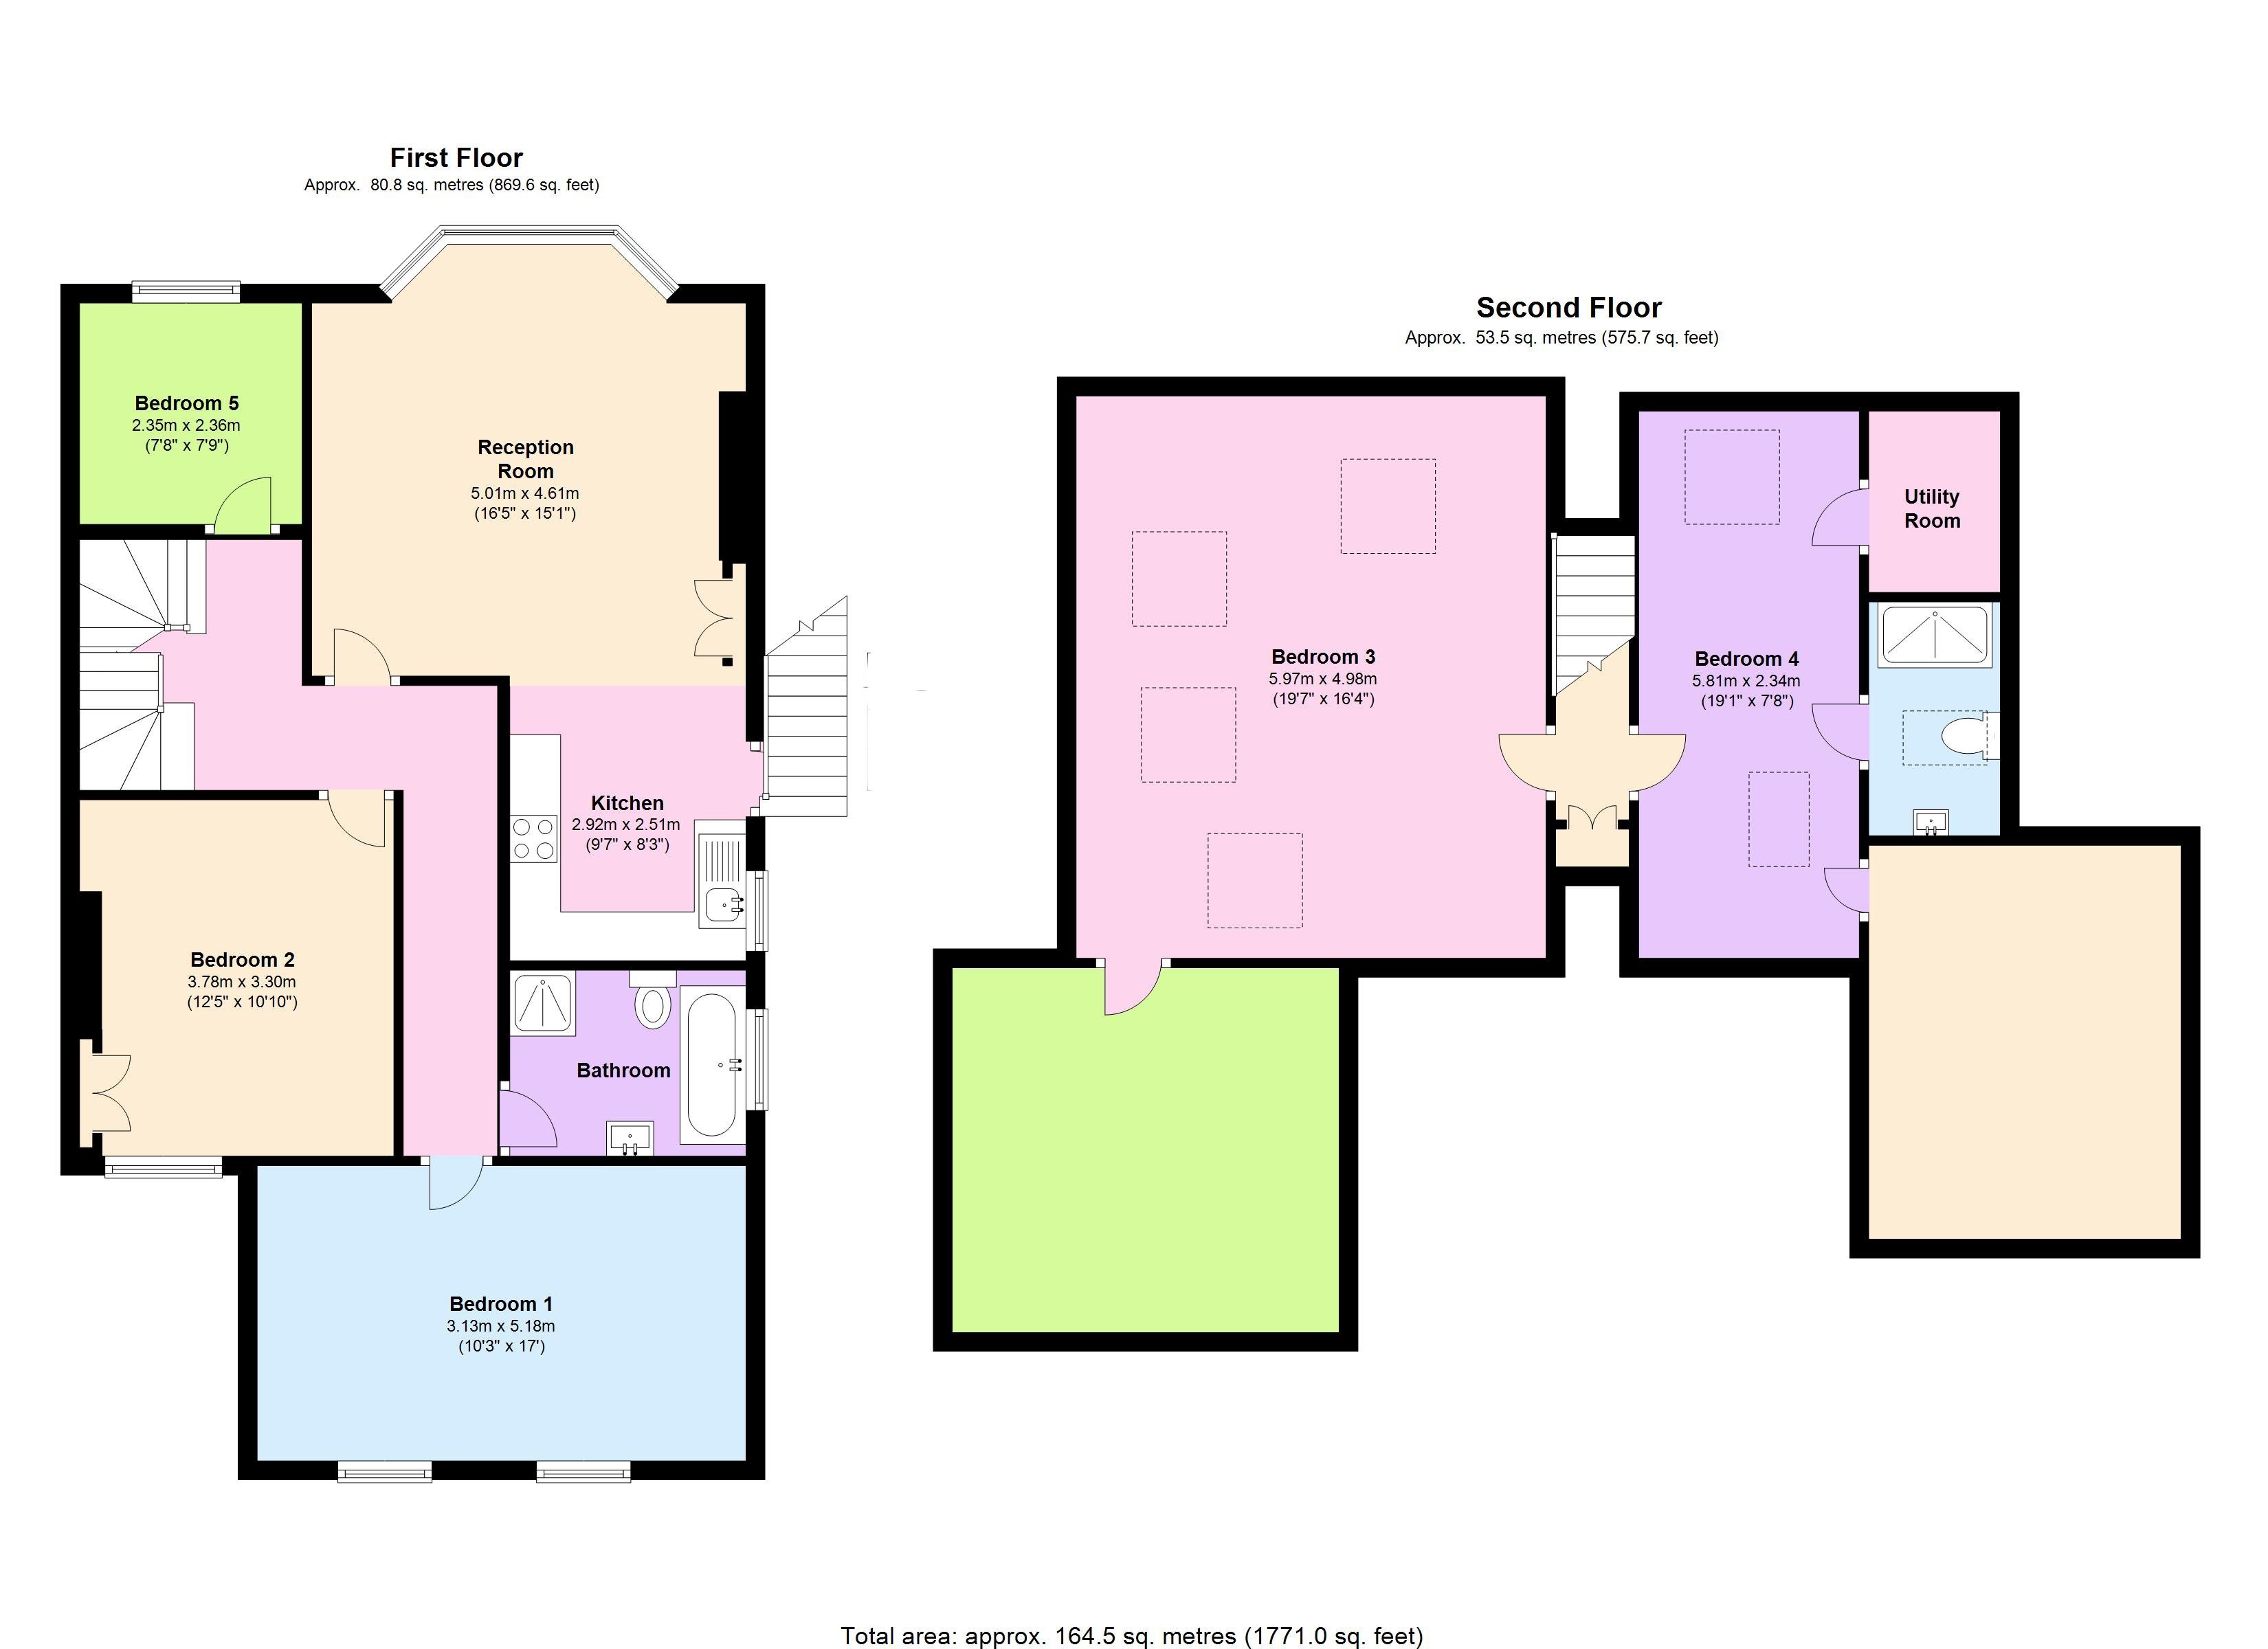 First Floor
Approx. 80.8 sq. metres (869.6 sq. feet)
Bedroom 5
2.35m x 2.36m
(7'8" x 7'9")
Reception
Room
5.01m x 4.61m
(16'5" x 15'1")
Kitchen
2.92m x 2.51m
(9'7" x 8'3")
Bedroom 2
3.78m x 3.30m
(12'5" x 10'10")
Bathroom
Bedroom 1
3.13m x 5.18m
(10'3" x 17')
Second Floor
Approx. 53.5 sq. metres (575.7 sq. feet)
Utility
Room
Bedroom 3
5.97m x 4.98m
(19'7" x 16'4")
Bedroom 4
5.81m x 2.34m
(19'1" x 7'8")
Total area: approx. 164.5 sq. metres (1771.0 sq. feet)